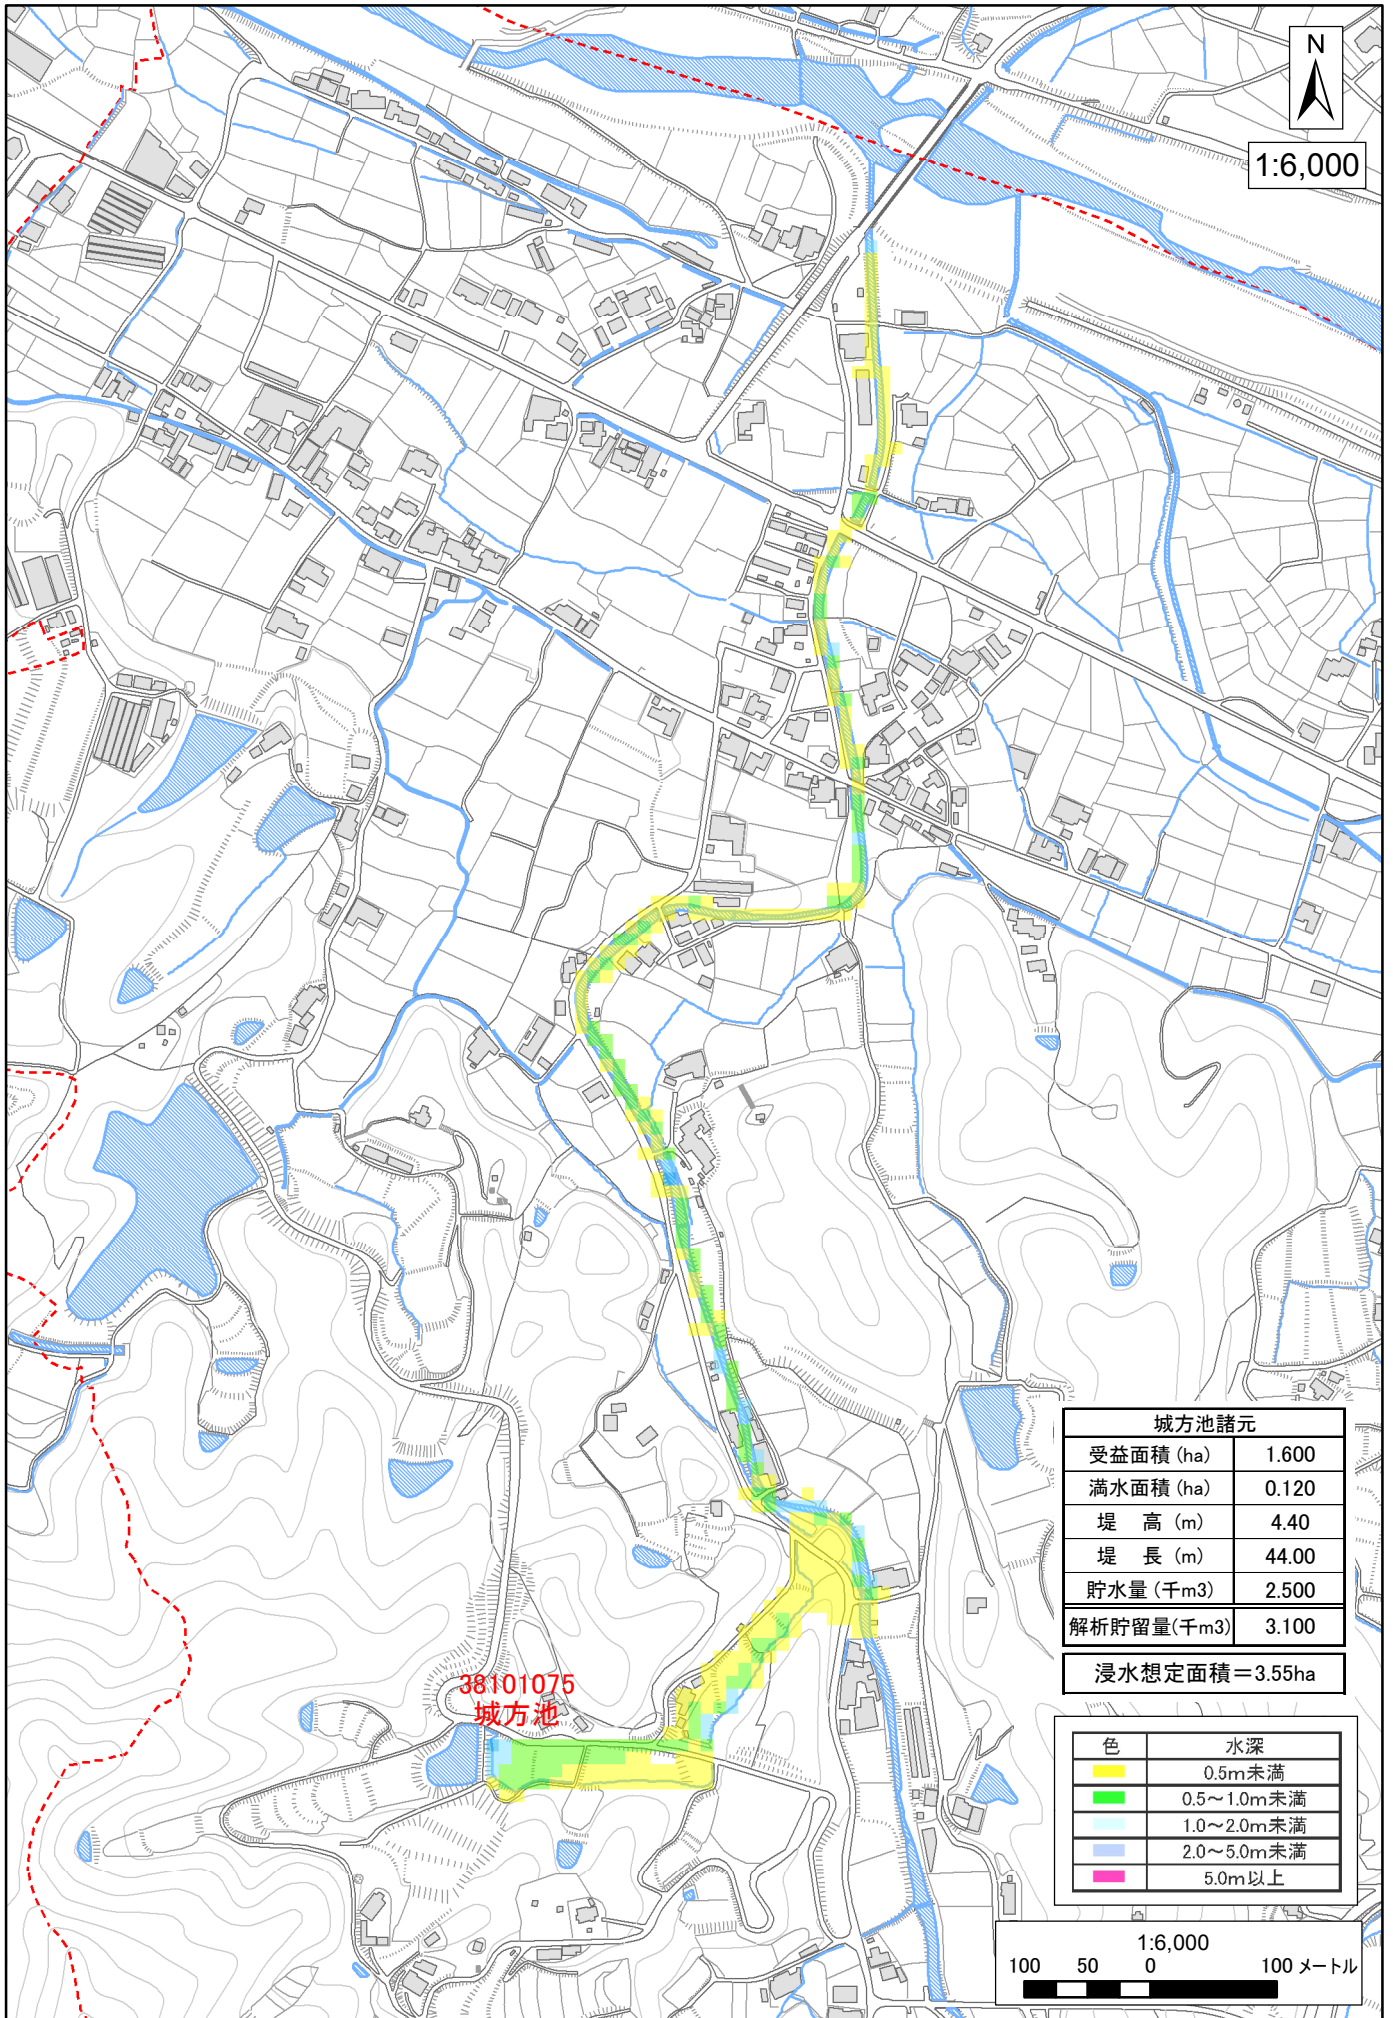 N
1:6,000
城方池諸元
受益面積 (ha) 1.600
満水面積 (ha) 0.120
堤 高 (m) 4.40
堤 長 (m) 44.00
貯水量 (千m3) 2.500
解析貯留量(千m3) 3.100
浸水想定面積＝3.55ha
38101075
城方池
色 水深
0.5m未満
0.5～1.0m未満
1.0～2.0m未満
2.0～5.0m未満
5.0m以上
1:6,000
100 50 0 100 メートル